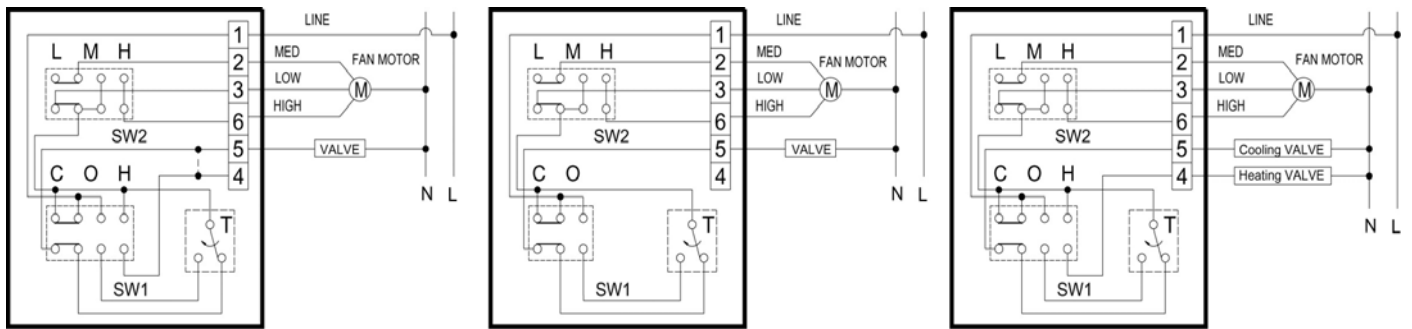 LINE
1
L M H
MED
2
FAN MOTOR
LOW
3
M
HIGH
6
SW2
5
VALVE
C O H
4
N L
T
SW1
LINE
1
L M H
MED
2
FAN MOTOR
LOW
3
M
HIGH
6
SW2
5
VALVE
C O
4
N L
T
SW1
LINE
1
L M H
MED
2
FAN MOTOR
LOW
3
M
HIGH
6
SW2
5
Cooling VALVE
C O H
4
Heating VALVE
N L
T
SW1